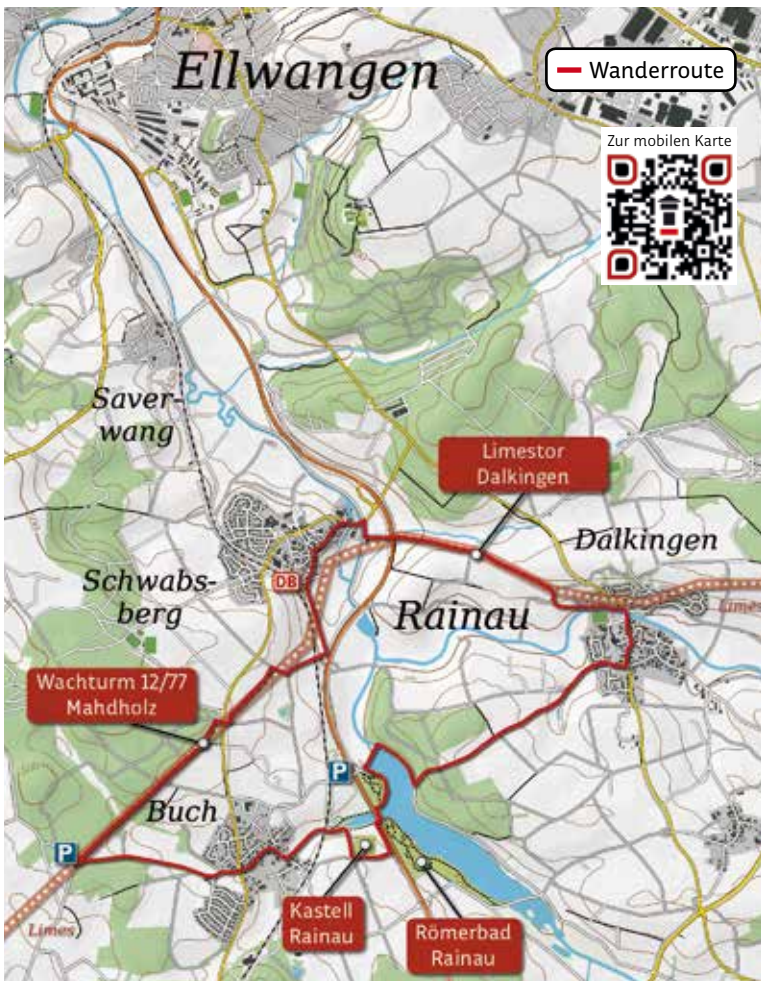 Ellwangen
Wanderroute
Zur mobilen Karte
Saver-
wang
Limestor
Dalkingen
Dalkingen
Schwabs-
berg
DB
Rainau
Limes
Wachturm 12/77
Mahdholz
P
Buch
P
Limes
Kastell
Rainau
Römerbad
Rainau